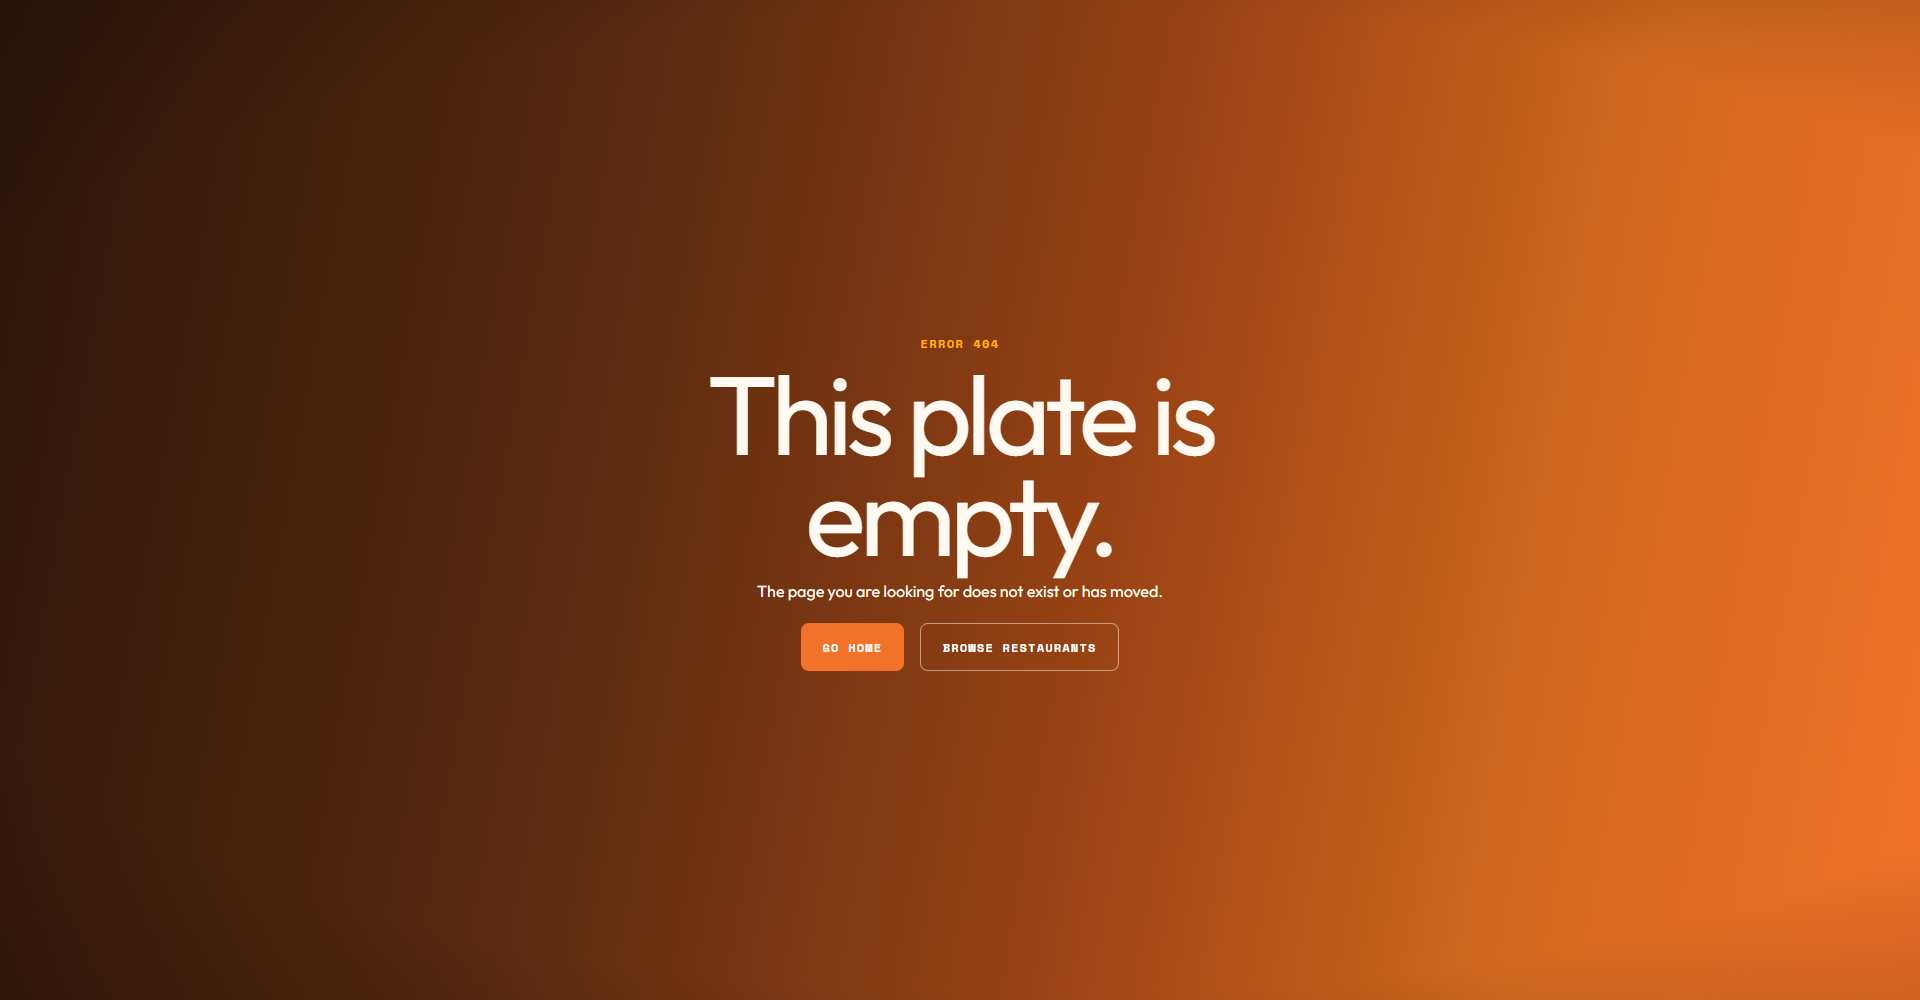 ERROR 404
This plate is
empty.
The page you are looking for does not exist or has moved.
GO HOME
BROWSE RESTAURANTS